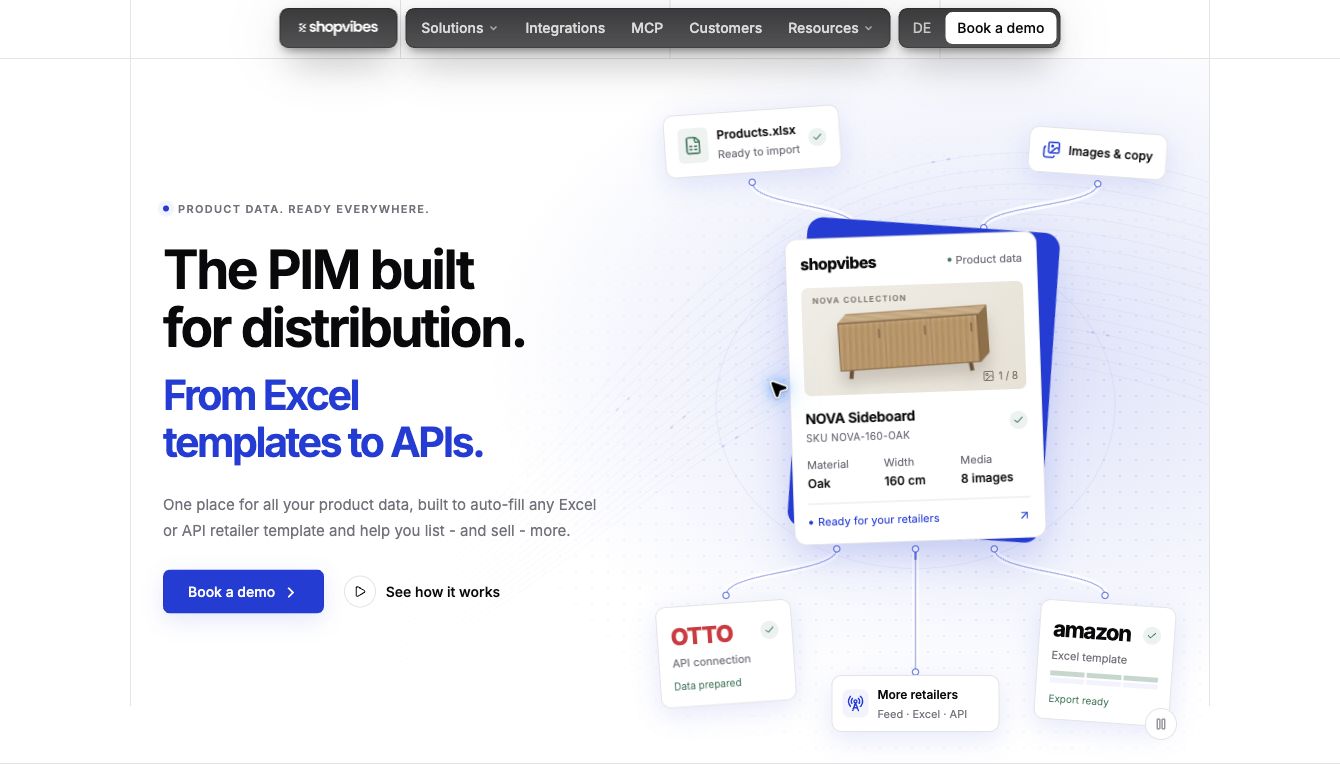 shopvibes
Solutions
Integrations
MCP
Customers
Resources
DE
Book a demo
PRODUCT DATA. READY EVERYWHERE.
The PIM built
for distribution.
From Excel
templates to APIs.
One place for all your product data, built to auto-fill any Excel
or API retailer template and help you list - and sell - more.
Book a demo
See how it works
Products.xlsx
Ready to import
Images & copy
shopvibes
Product data
NOVA COLLECTION
1 / 8
NOVA Sideboard
SKU NOVA-160-OAK
Material
Width
Media
Oak
160 cm
8 images
Ready for your retailers
OTTO
API connection
Data prepared
More retailers
Feed · Excel · API
amazon
Excel template
Export ready